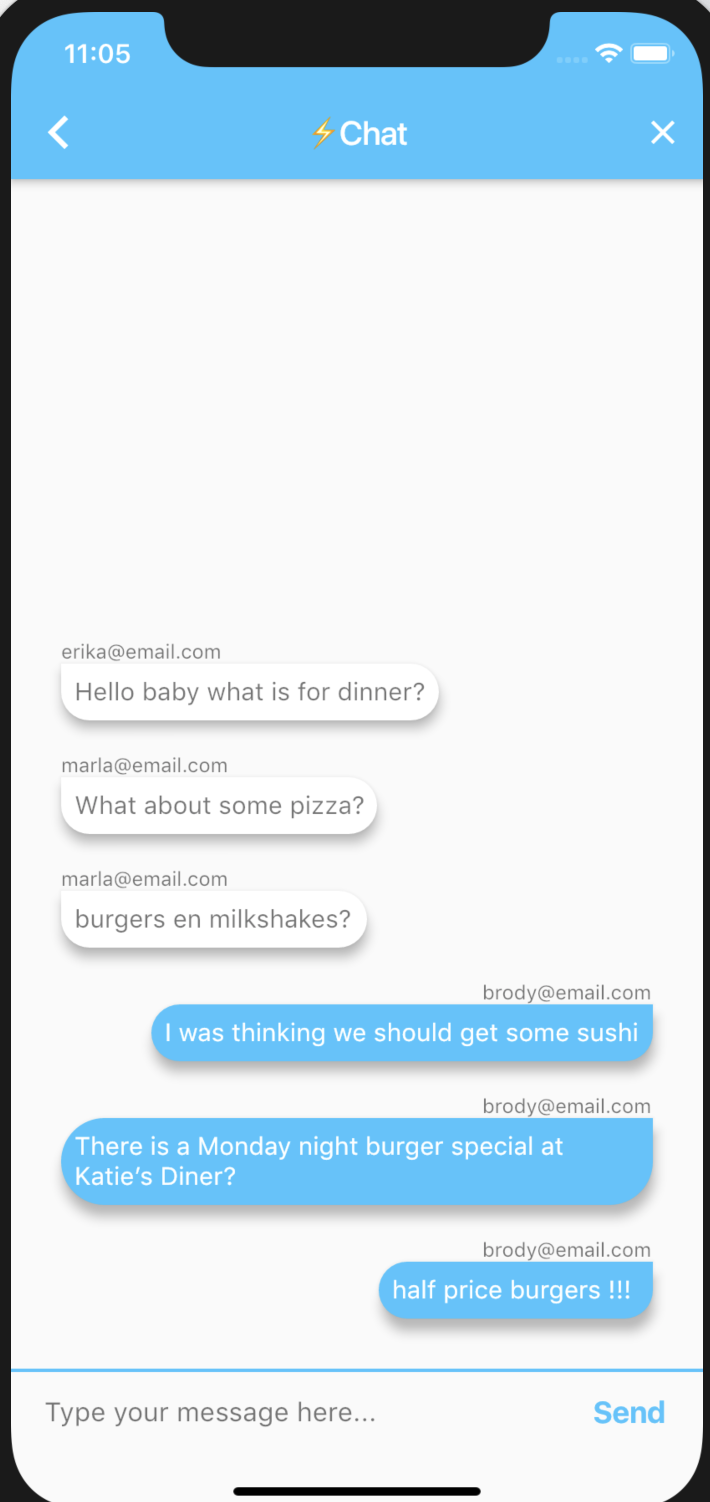 11:05
⚡Chat
erika@email.com
Hello baby what is for dinner?
marla@email.com
What about some pizza?
marla@email.com
burgers en milkshakes?
brody@email.com
I was thinking we should get some sushi
brody@email.com
There is a Monday night burger special at
Katie’s Diner?
brody@email.com
half price burgers !!!
Type your message here...
Send